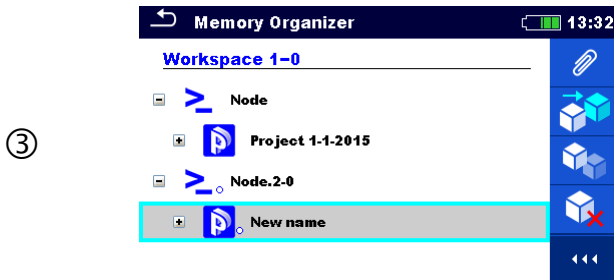 Memory Organizer 13:32
Workspace 1-0
Node
Project 1-1-2015
③
Node.2-0
New name